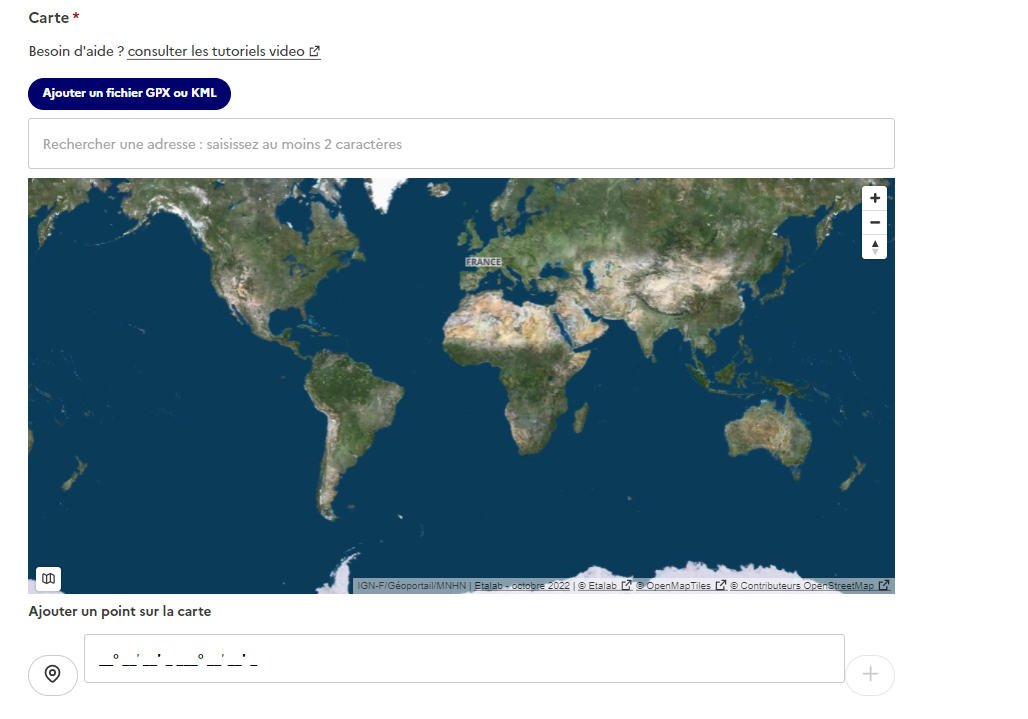 Carte *
Besoin d'aide ? consulter les tutoriels video
Ajouter un fichier GPX ou KML
Rechercher une adresse : saisissez au moins 2 caractères
+
−
FRANCE
IGN-F/Géoportail/MNHN | Etalab - octobre 2022 | © Etalab © OpenMapTiles © Contributeurs OpenStreetMap
Ajouter un point sur la carte
__° __′ __″ _ ___° __′ __″ _
+